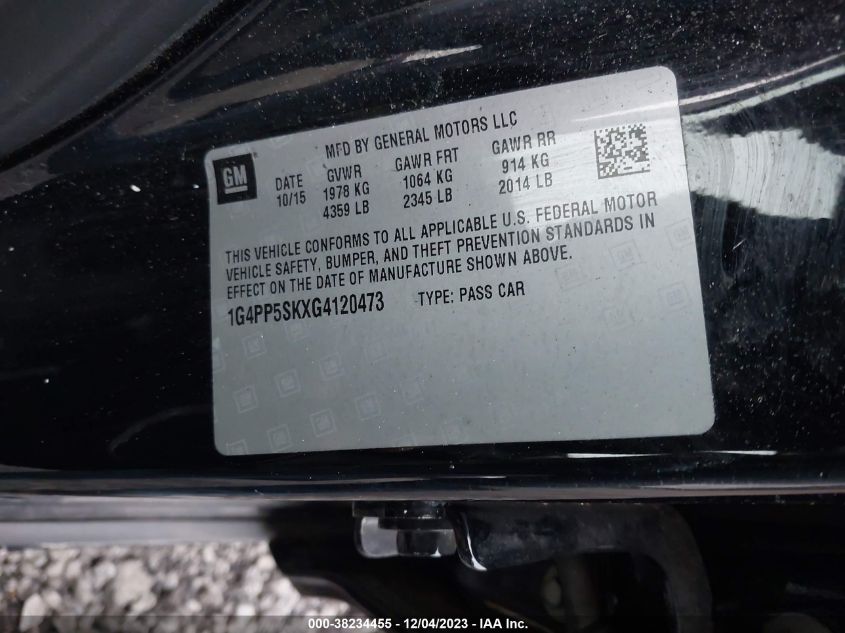 MFD BY GENERAL MOTORS LLC
GM
DATE GVWR GAWR FRT GAWR RR
10/15 1978 KG 1064 KG 914 KG
4359 LB 2345 LB 2014 LB
THIS VEHICLE CONFORMS TO ALL APPLICABLE U.S. FEDERAL MOTOR
VEHICLE SAFETY, BUMPER, AND THEFT PREVENTION STANDARDS IN
EFFECT ON THE DATE OF MANUFACTURE SHOWN ABOVE.
1G4PP5SKXG4120473 TYPE: PASS CAR
000-38234455 - 12/04/2023 - IAA Inc.